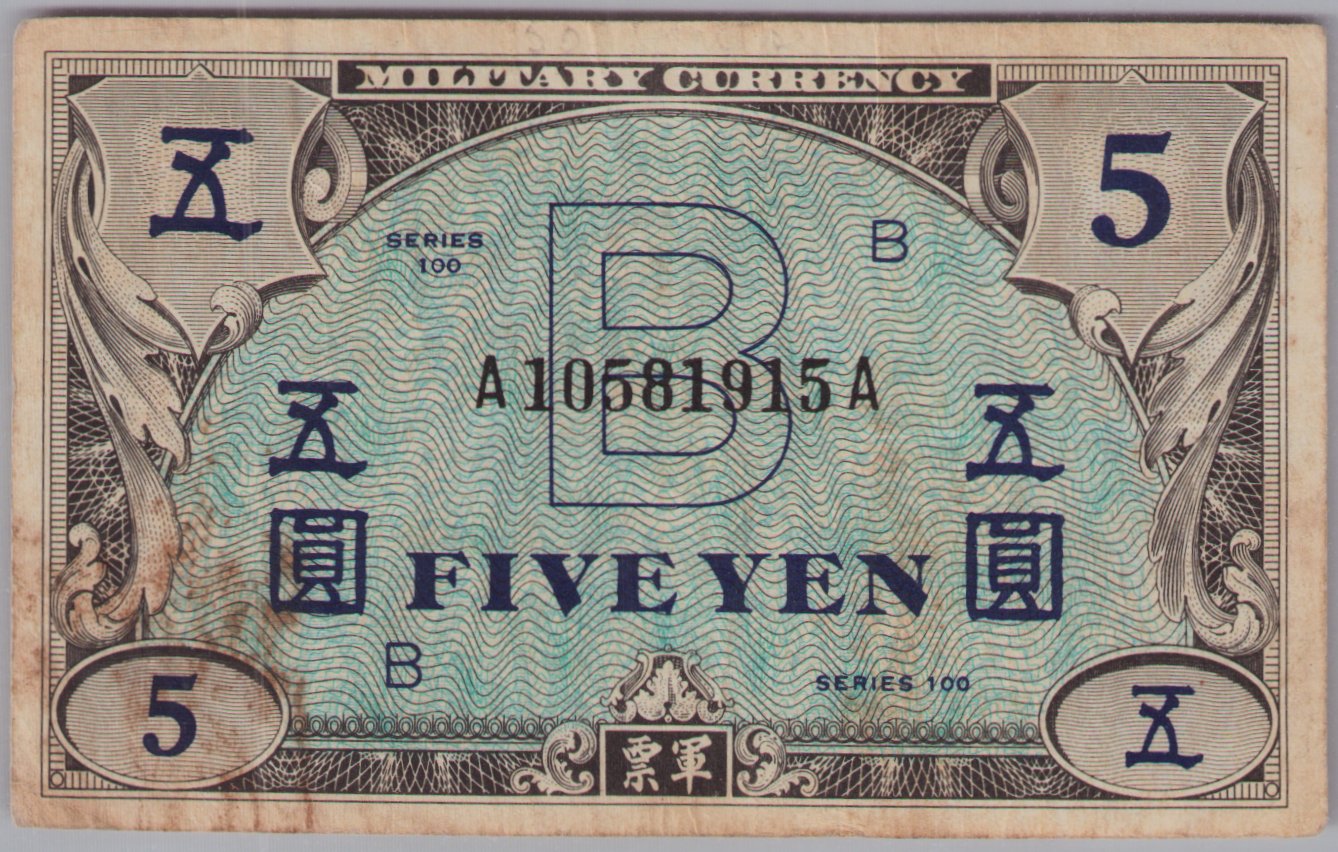 MILITARY CURRENCY
五
5
SERIES
100
B
B
A10581915A
五
圓
FIVE YEN
五
圓
B
SERIES 100
5
票軍
五